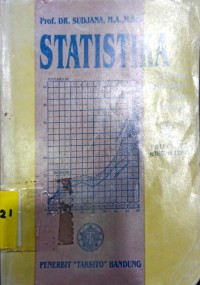 Prof. DR. SUDJANA, M.A., M.Sc.
STATISTIKA
21
PENERBIT "TARSITO" BANDUNG